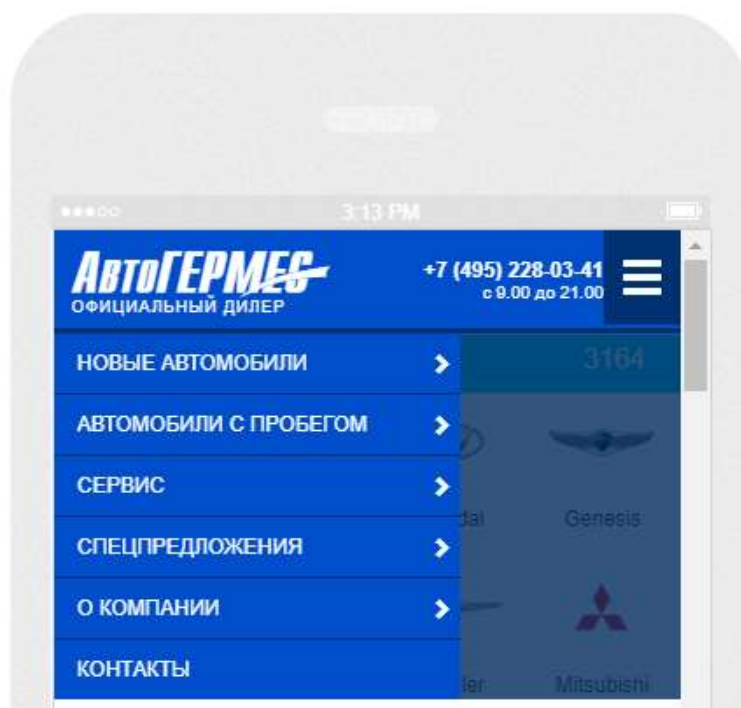 3:13 PM
АвтоГЕРМЕС
ОФИЦИАЛЬНЫЙ ДИЛЕР
+7 (495) 228-03-41
с 9.00 до 21.00
НОВЫЕ АВТОМОБИЛИ
3164
АВТОМОБИЛИ С ПРОБЕГОМ
СЕРВИС
Genesis
СПЕЦПРЕДЛОЖЕНИЯ
О КОМПАНИИ
КОНТАКТЫ
Mitsubishi